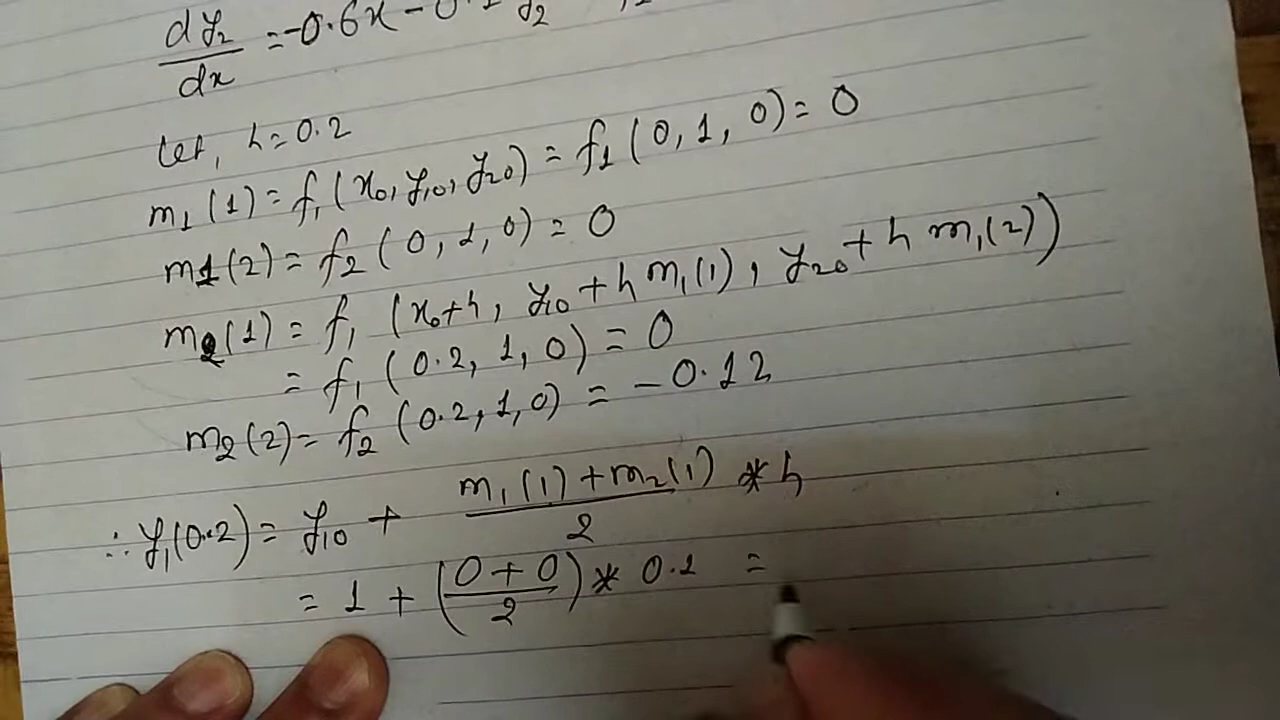 dy₂/dx = -0.6x - 0. y₂
Let, h = 0.2
m₁(1) = f₁(x₀, y₁₀, y₂₀) = f₁(0, 1, 0) = 0
m1(2) = f₂(0, 1, 0) = 0
m₂(1) = f₁(x₀+h, y₁₀+h m₁(1), y₂₀+h m₁(2))
= f₁(0.2, 1, 0) = 0
m₂(2) = f₂(0.2, 1, 0) = -0.12
∴ y₁(0.2) = y₁₀ + (m₁(1)+m₂(1))/2 * h
= 1 + ((0+0)/2) * 0.2 =